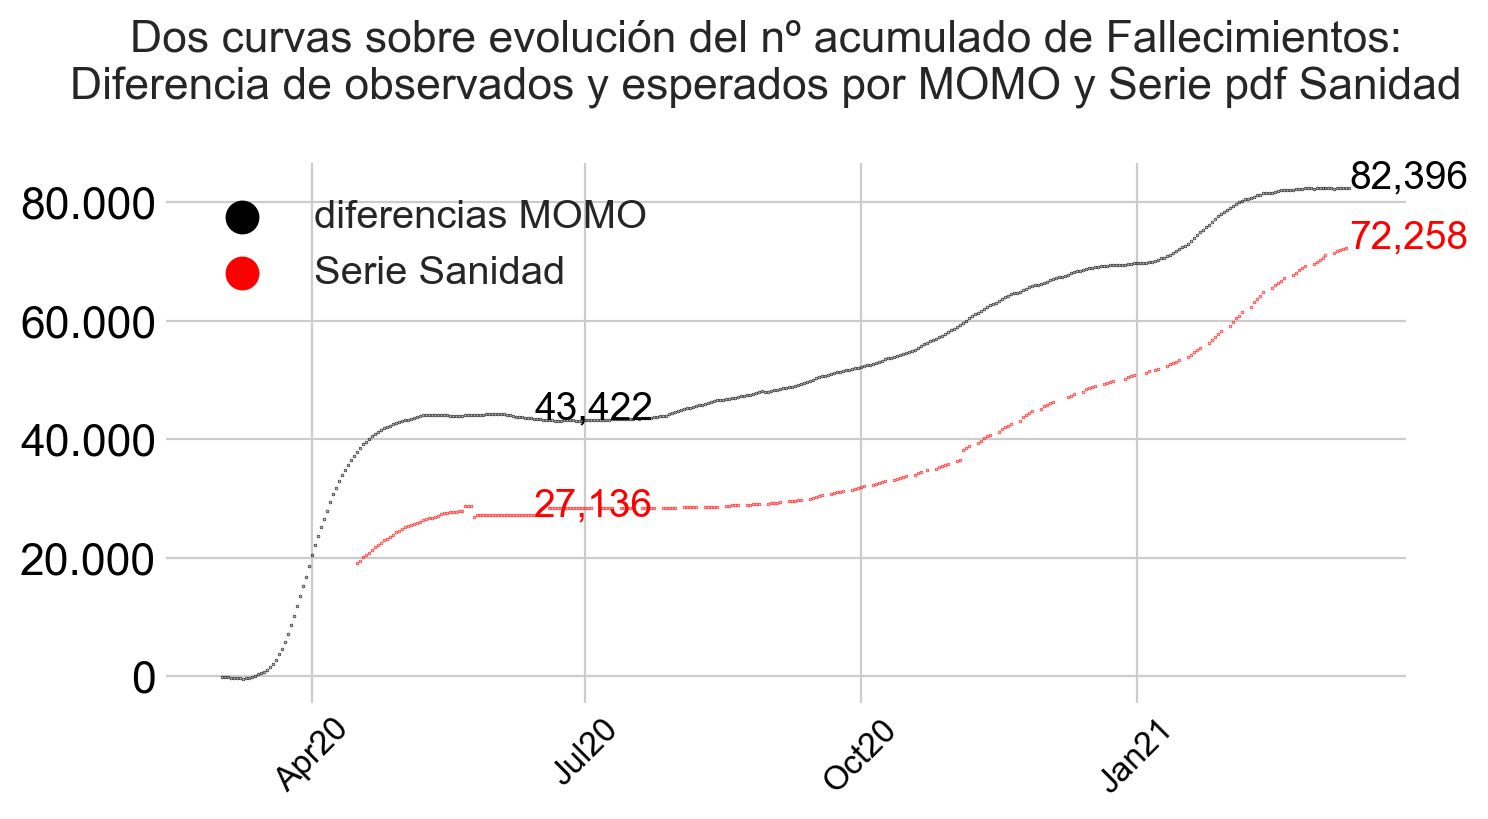 Dos curvas sobre evolución del nº acumulado de Fallecimientos:
Diferencia de observados y esperados por MOMO y Serie pdf Sanidad
82,396
80.000
diferencias MOMO
72,258
Serie Sanidad
60.000
43,422
40.000
27,136
20.000
0
Apr20
Jul20
Oct20
Jan21